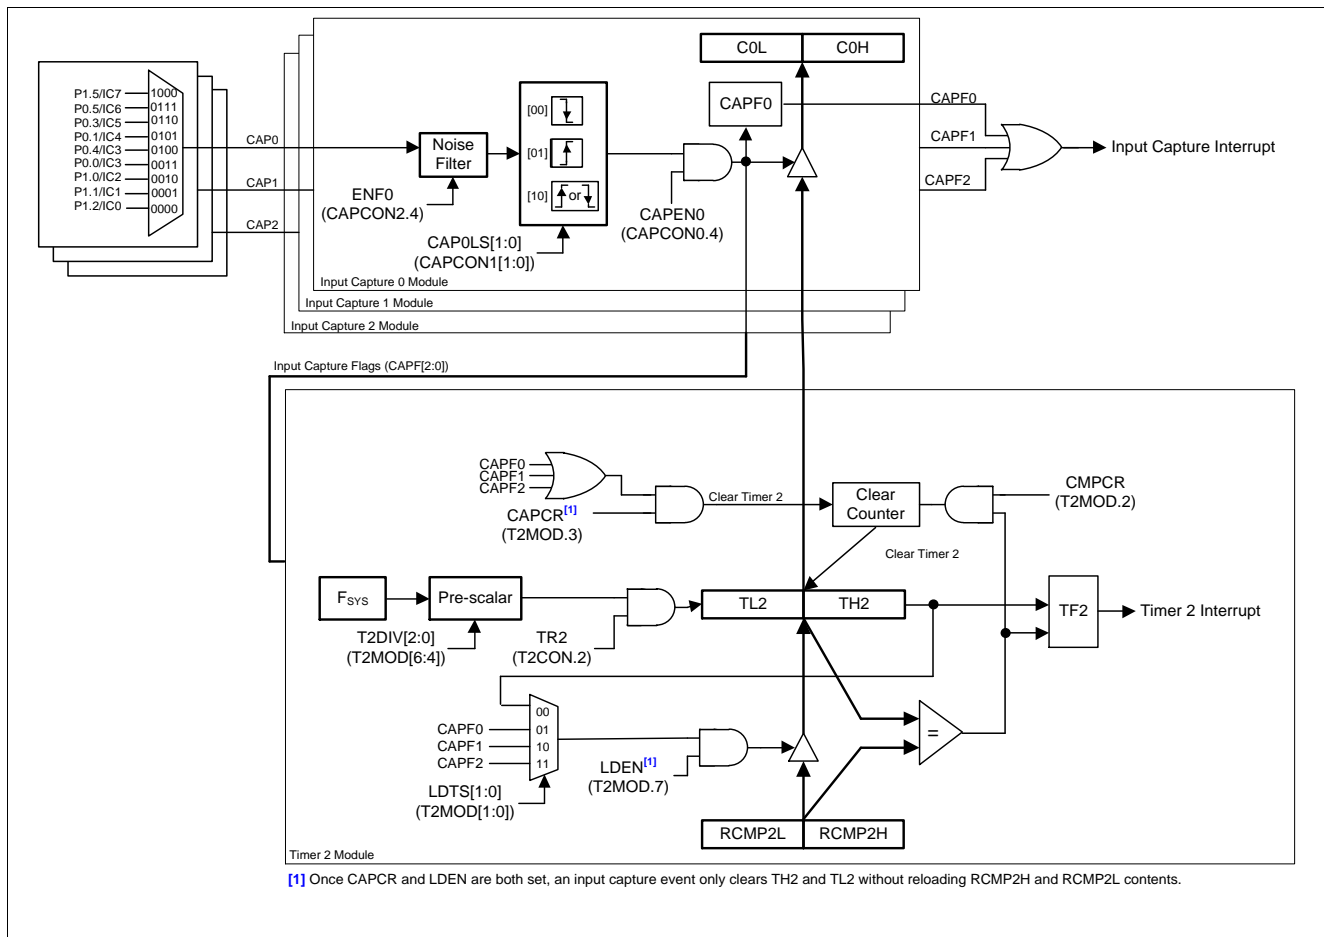 C0L C0H
P1.5/IC7 1000
P0.5/IC6 0111
P0.3/IC5 0110
P0.1/IC4 0101
P0.4/IC3 0100
P0.0/IC3 0011
P1.0/IC2 0010
P1.1/IC1 0001
P1.2/IC0 0000
CAP0
CAP1
CAP2
Noise
Filter
ENF0
(CAPCON2.4)
[00]
[01]
[10] or
CAP0LS[1:0]
(CAPCON1[1:0])
CAPEN0
(CAPCON0.4)
CAPF0
CAPF0
CAPF1
CAPF2
Input Capture Interrupt
Input Capture 0 Module
Input Capture 1 Module
Input Capture 2 Module
Input Capture Flags (CAPF[2:0])
CAPF0
CAPF1
CAPF2
CAPCR[1]
(T2MOD.3)
Clear Timer 2
Clear
Counter
CMPCR
(T2MOD.2)
Clear Timer 2
FSYS
Pre-scalar
T2DIV[2:0]
(T2MOD[6:4])
TR2
(T2CON.2)
TL2 TH2
TF2
Timer 2 Interrupt
00
CAPF0 01
CAPF1 10
CAPF2 11
LDTS[1:0]
(T2MOD[1:0])
LDEN[1]
(T2MOD.7)
=
RCMP2L RCMP2H
Timer 2 Module
[1] Once CAPCR and LDEN are both set, an input capture event only clears TH2 and TL2 without reloading RCMP2H and RCMP2L contents.